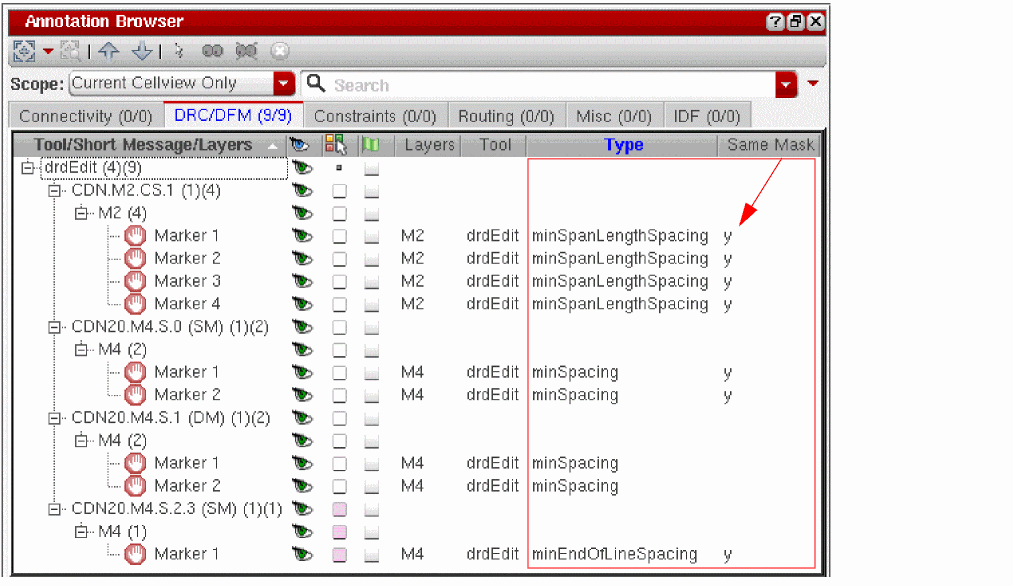 Annotation Browser
Scope: Current Cellview Only Search
Connectivity (0/0) DRC/DFM (9/9) Constraints (0/0) Routing (0/0) Misc (0/0) IDF (0/0)
Tool/Short Message/Layers Layers Tool Type Same Mask
drdEdit (4)(9)
CDN.M2.CS.1 (1)(4)
M2 (4)
Marker 1 M2 drdEdit minSpanLengthSpacing y
Marker 2 M2 drdEdit minSpanLengthSpacing y
Marker 3 M2 drdEdit minSpanLengthSpacing y
Marker 4 M2 drdEdit minSpanLengthSpacing y
CDN20.M4.S.0 (SM) (1)(2)
M4 (2)
Marker 1 M4 drdEdit minSpacing y
Marker 2 M4 drdEdit minSpacing y
CDN20.M4.S.1 (DM) (1)(2)
M4 (2)
Marker 1 M4 drdEdit minSpacing
Marker 2 M4 drdEdit minSpacing
CDN20.M4.S.2.3 (SM) (1)(1)
M4 (1)
Marker 1 M4 drdEdit minEndOfLineSpacing y